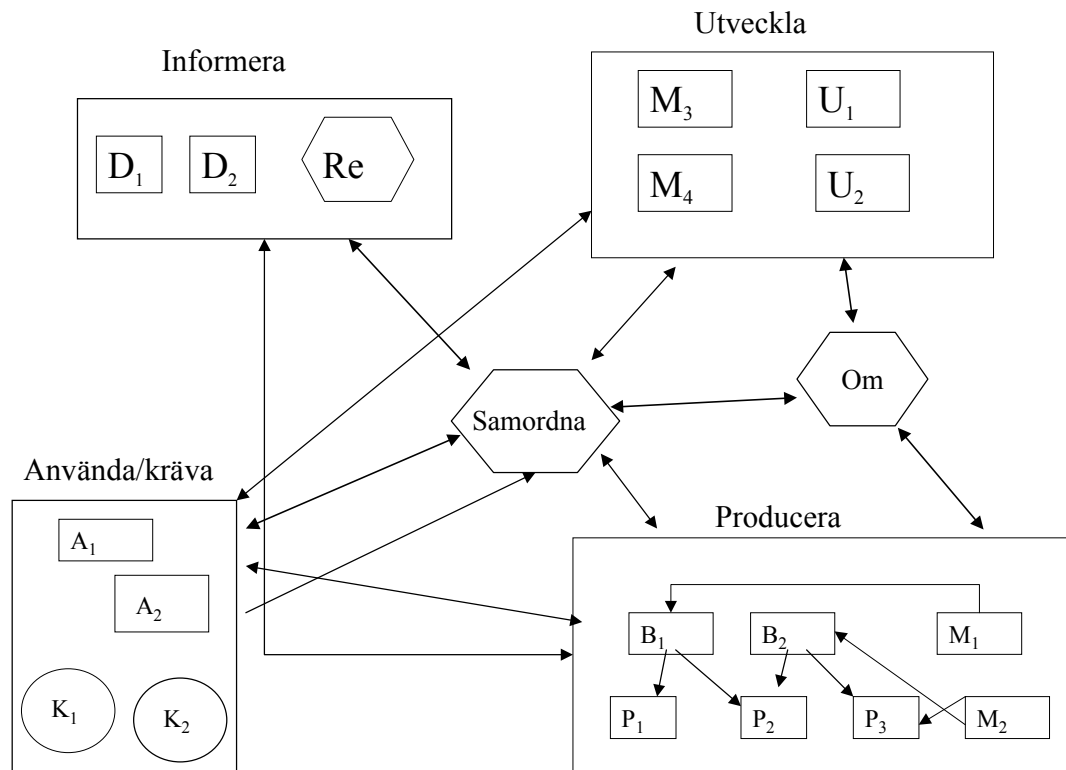 Utveckla
Informera
M₃ U₁
D₁ D₂ Re
M₄ U₂
Om
Samordna
Använda/kräva
Producera
A₁
A₂
B₁ B₂ M₁
K₁ K₂
P₁ P₂ P₃ M₂